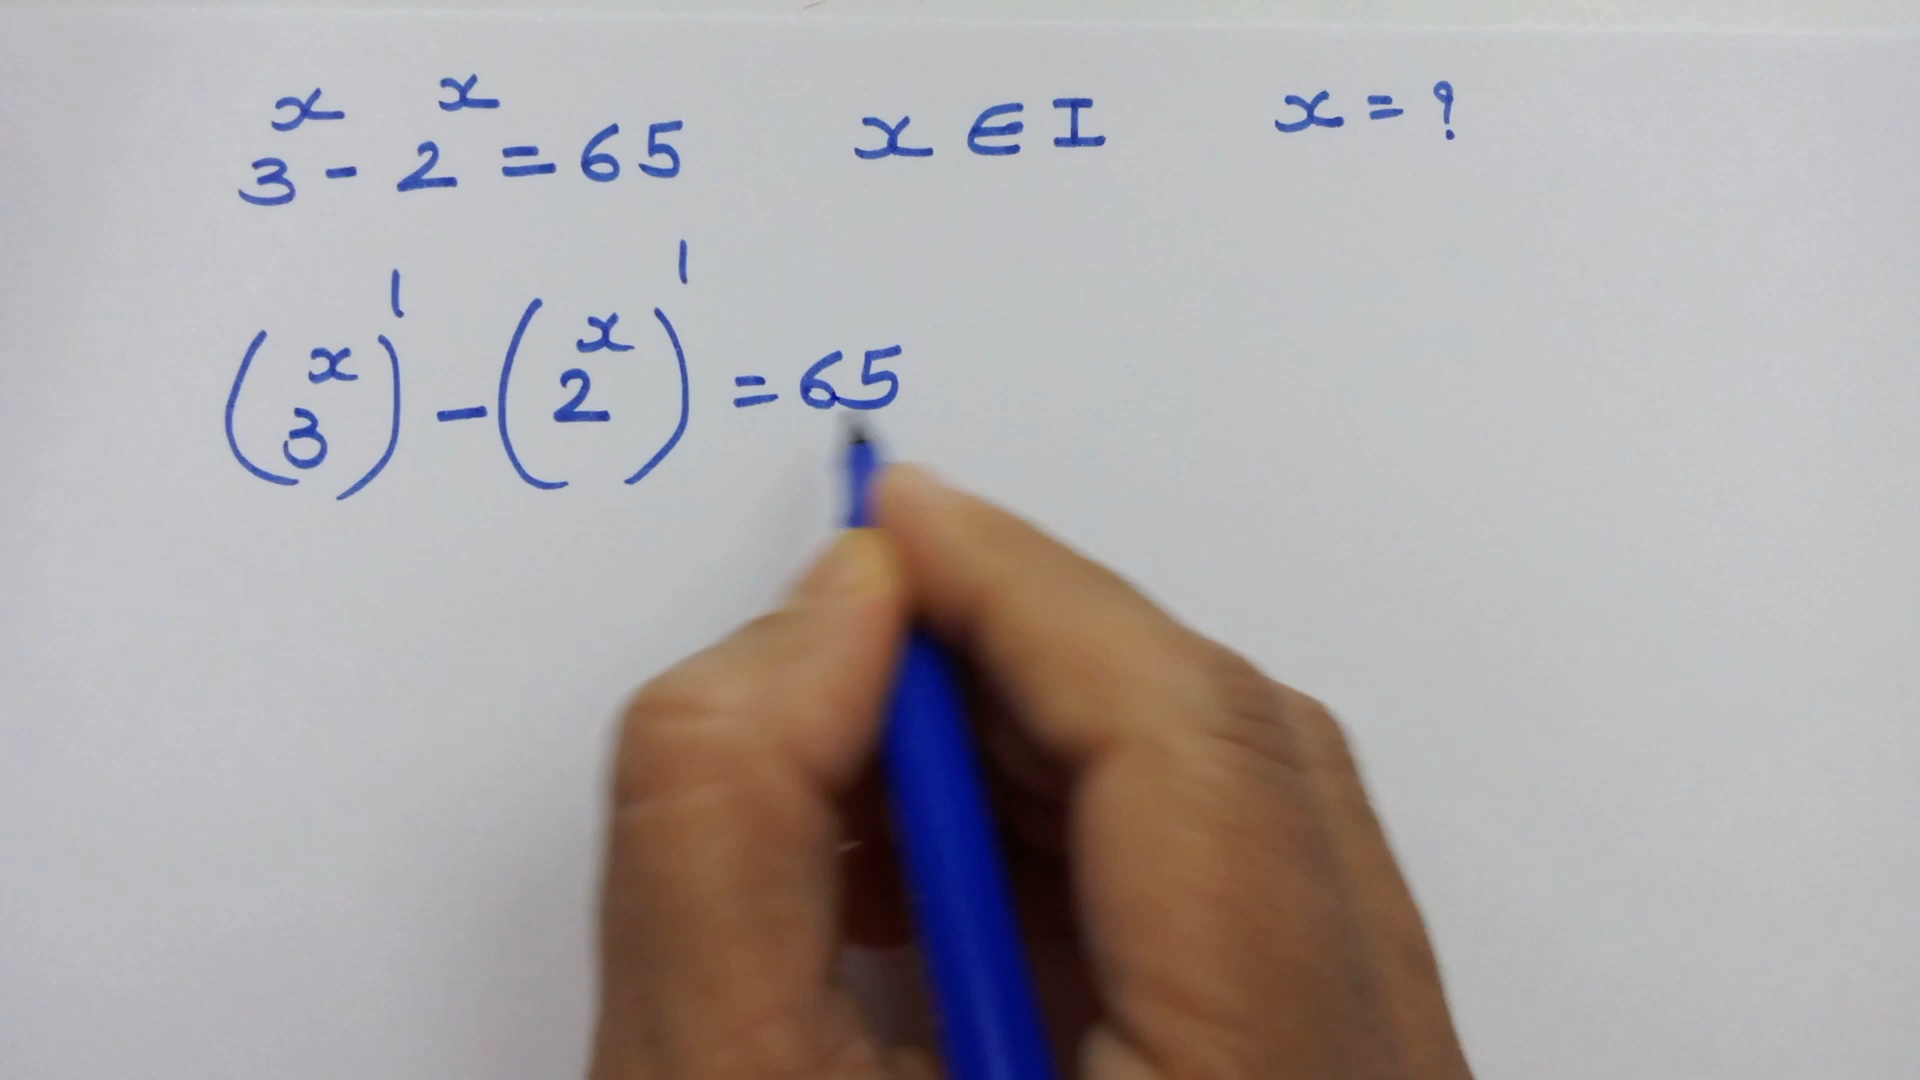 3^x - 2^x = 65 x ∈ I x = ?
(3^x)^1 - (2^x)^1 = 65